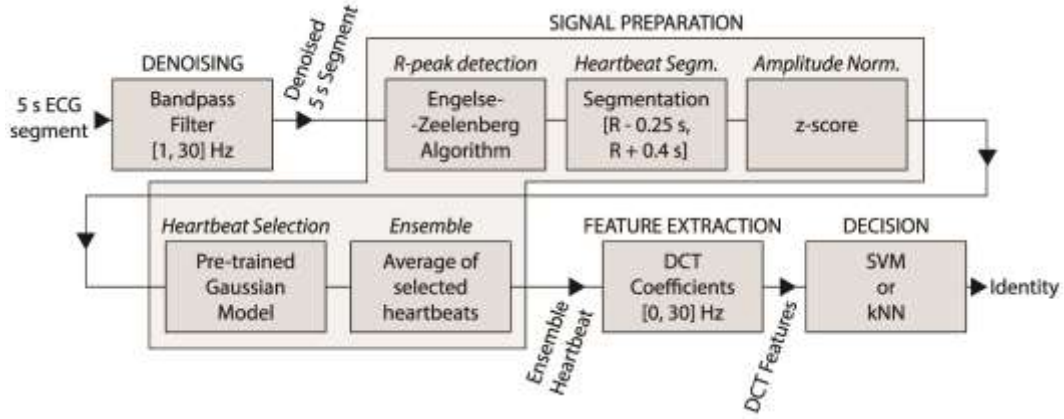 SIGNAL PREPARATION
DENOISING
Denoised
5 s Segment
R-peak detection
Heartbeat Segm.
Amplitude Norm.
5 s ECG
segment
Bandpass
Filter
[1, 30] Hz
Engelse-
-Zeelenberg
Algorithm
Segmentation
[R - 0.25 s,
R + 0.4 s]
z-score
Heartbeat Selection
Ensemble
FEATURE EXTRACTION
DECISION
Pre-trained
Gaussian
Model
Average of
selected
heartbeats
Ensemble
Heartbeat
DCT
Coefficients
[0, 30] Hz
DCT Features
SVM
or
kNN
Identity